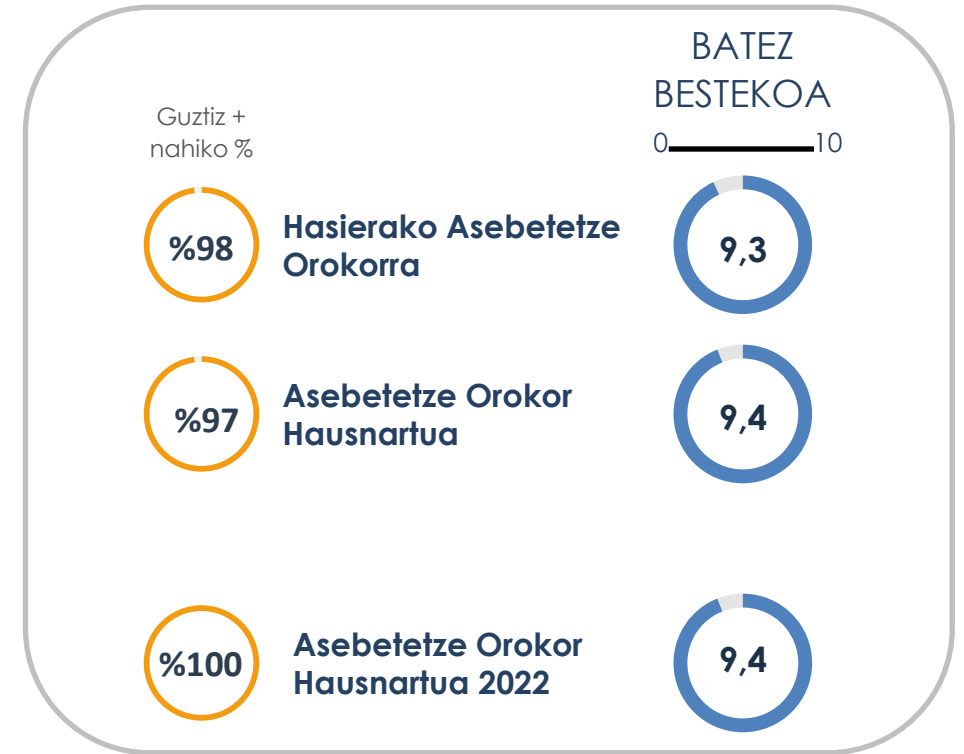 BATEZ
BESTEKOA
Guztiz +
nahiko %
0 10
%98
Hasierako Asebetetze
Orokorra
9,3
%97
Asebetetze Orokor
Hausnartua
9,4
%100
Asebetetze Orokor
Hausnartua 2022
9,4